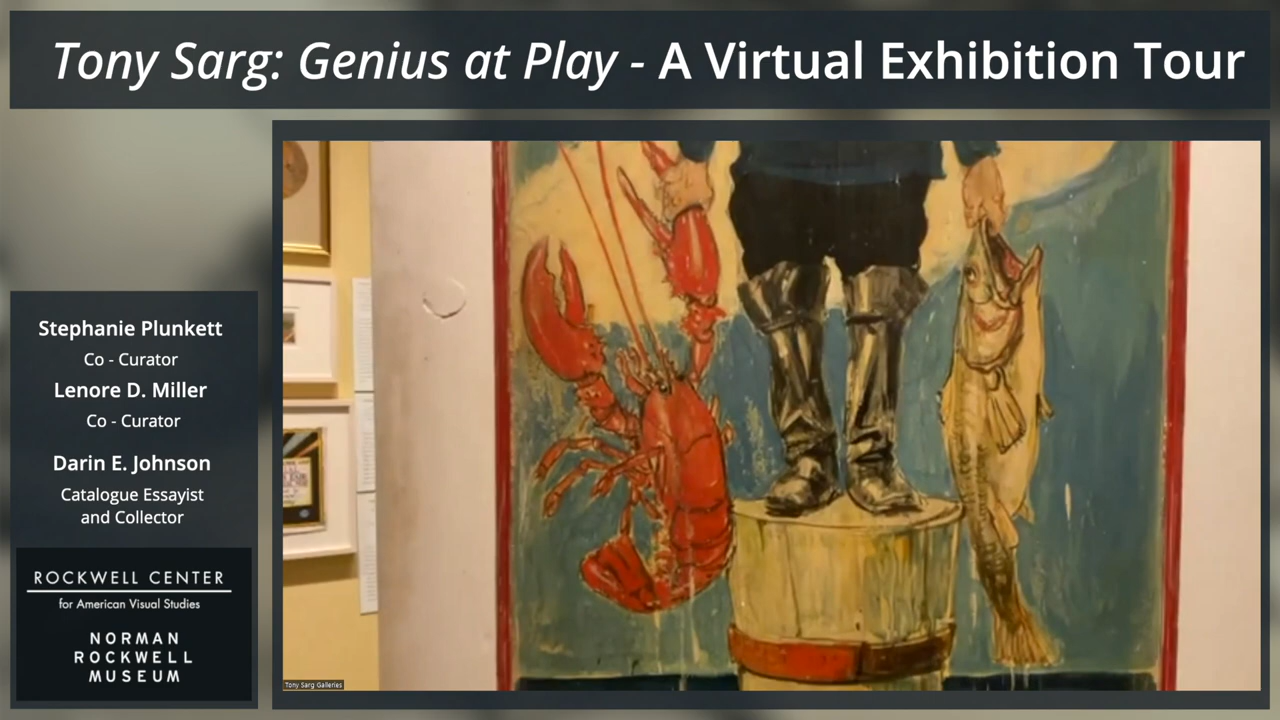 Tony Sarg: Genius at Play - A Virtual Exhibition Tour
Stephanie Plunkett
Co - Curator
Lenore D. Miller
Co - Curator
Darin E. Johnson
Catalogue Essayist
and Collector
ROCKWELL CENTER
for American Visual Studies
NORMAN
ROCKWELL
MUSEUM
Tony Sarg Galleries